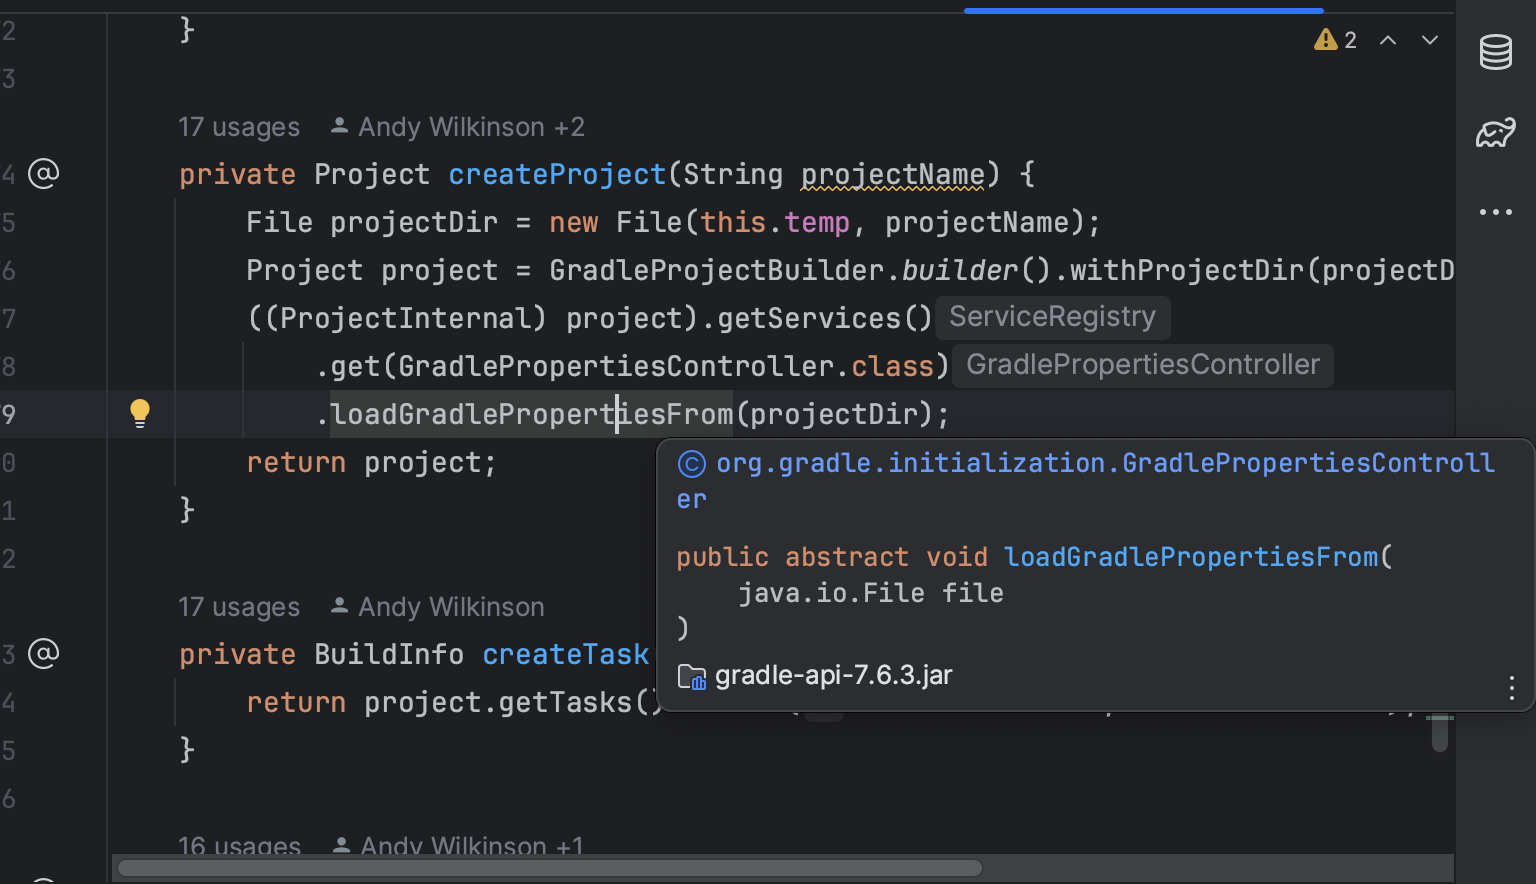 2
}
2
3
17 usages Andy Wilkinson +2
4 @ private Project createProject(String projectName) {
5 File projectDir = new File(this.temp, projectName);
6 Project project = GradleProjectBuilder.builder().withProjectDir(projectD
7 ((ProjectInternal) project).getServices() ServiceRegistry
8 .get(GradlePropertiesController.class) GradlePropertiesController
9 .loadGradlePropertiesFrom(projectDir);
0 return project;
1 }
2
17 usages Andy Wilkinson
3 @ private BuildInfo createTask
4 return project.getTasks()
5 }
6
16 usages Andy Wilkinson +1
© org.gradle.initialization.GradlePropertiesControll
er
public abstract void loadGradlePropertiesFrom(
java.io.File file
)
gradle-api-7.6.3.jar